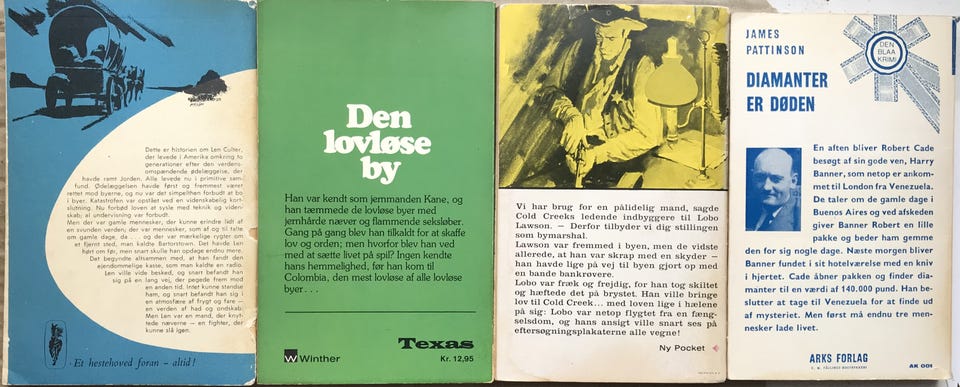 Dette er historien om Len Culter,
der levede i Amerika omkring to
generationer efter den verdens-
omspændende ødelæggelse, der
havde ramt Jorden. Alle levede nu i primitive sam-
fund. Ødelæggelsen havde først og fremmest været
rettet mod byerne, og nu var det simpelthen forbudt at bo
i byer. Katastrofen var opstået ved en videnskabelig kort-
slutning. Nu forbød loven at sysle med teknik og viden-
skab; al undervisning var forbudt.
Men der var gamle mennesker, der kunne erindre lidt af
en svunden verden; der var mennesker, som af og til fatte
om gamle dage, da . . . og der var mærkelige rygter om
et fjernt sted, man kaldte Bartorstown. Det havde Len
hørt om før, men snart skulle han opdage endnu mere.
Det begyndte altsammen med, at han fandt den
ejendommelige kasse, som man kaldte en radio.
Len ville vide besked, og snart befandt han
sig på en lang vej, der pegede frem mod
en anden tid. Intet kunne standse
ham, og snart befandt han sig i
en atmosfære af frygt og fare –
en verden af had og ondskab.
Men Len var en mand, der knyt-
tede næverne – en fighter, der
kunne slå igen.
Et hestehoved foran - altid!
Den
lovløse
by
Han var kendt som jernmanden Kane, og
han tæmmede de lovløse byer med
jernhårde næver og flammende seksløber.
Gang på gang blev han tilkaldt for at skaffe
lov og orden; men hvorfor blev han ved
med at sætte livet på spil? Ingen kendte
hans hemmelighed, før han kom til
Colombia, den mest lovløse af alle lovløse
byer . . .
Winther
Texas
Kr. 12,95
Vi har brug for en pålidelig mand, sagde
Cold Creeks ledende indbyggere til Lobo
Lawson. – Derfor tilbyder vi dig stillingen
som bymarshal.
Lawson var fremmed i byen, men de vidste
allerede, at han var skrap med en skyder –
han havde lige på vej til byen gjort op med
en bande bankrøvere.
Lobo var fræk og frejdig, for han tog skiltet
og hæftede det på brystet. Han ville bringe
lov til Cold Creek... med loven lige i hælene
på sig: Lobo var netop flygtet fra en fæng-
selsdom, og hans ansigt ville snart ses på
eftersøgningsplakaterne alle vegne!
Ny Pocket
JAMES
PATTINSON
DIAMANTER
ER DØDEN
DEN
BLAA
KRIMI
En aften bliver Robert Cade
besøgt af sin gode ven, Harry
Banner, som netop er ankom-
met til London fra Venezuela.
De taler om de gamle dage i
Buenos Aires og ved afskeden
giver Banner Robert en lille
pakke og beder ham gemme
den for sig nogle dage. Næste morgen bliver
Banner fundet i sit hotelværelse med en kniv
i hjertet. Cade åbner pakken og finder dia-
manter til en værdi af 140.000 pund. Han be-
slutter at tage til Venezuela for at finde ud
af mysteriet. Men først må endnu tre men-
nesker lade livet.
ARKS FORLAG
AK 001